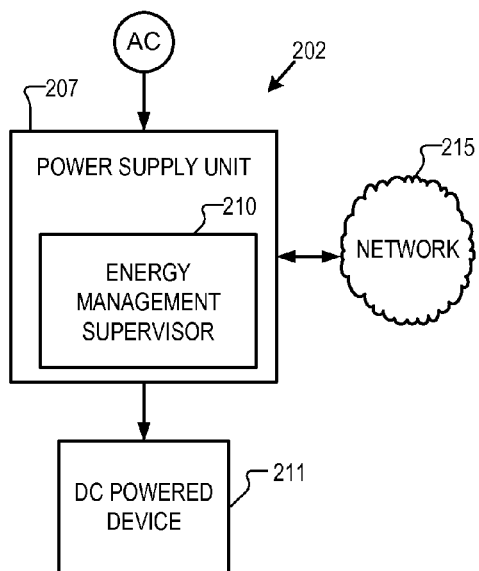 AC
202
207
POWER SUPPLY UNIT
215
210
NETWORK
ENERGY
MANAGEMENT
SUPERVISOR
211
DC POWERED
DEVICE